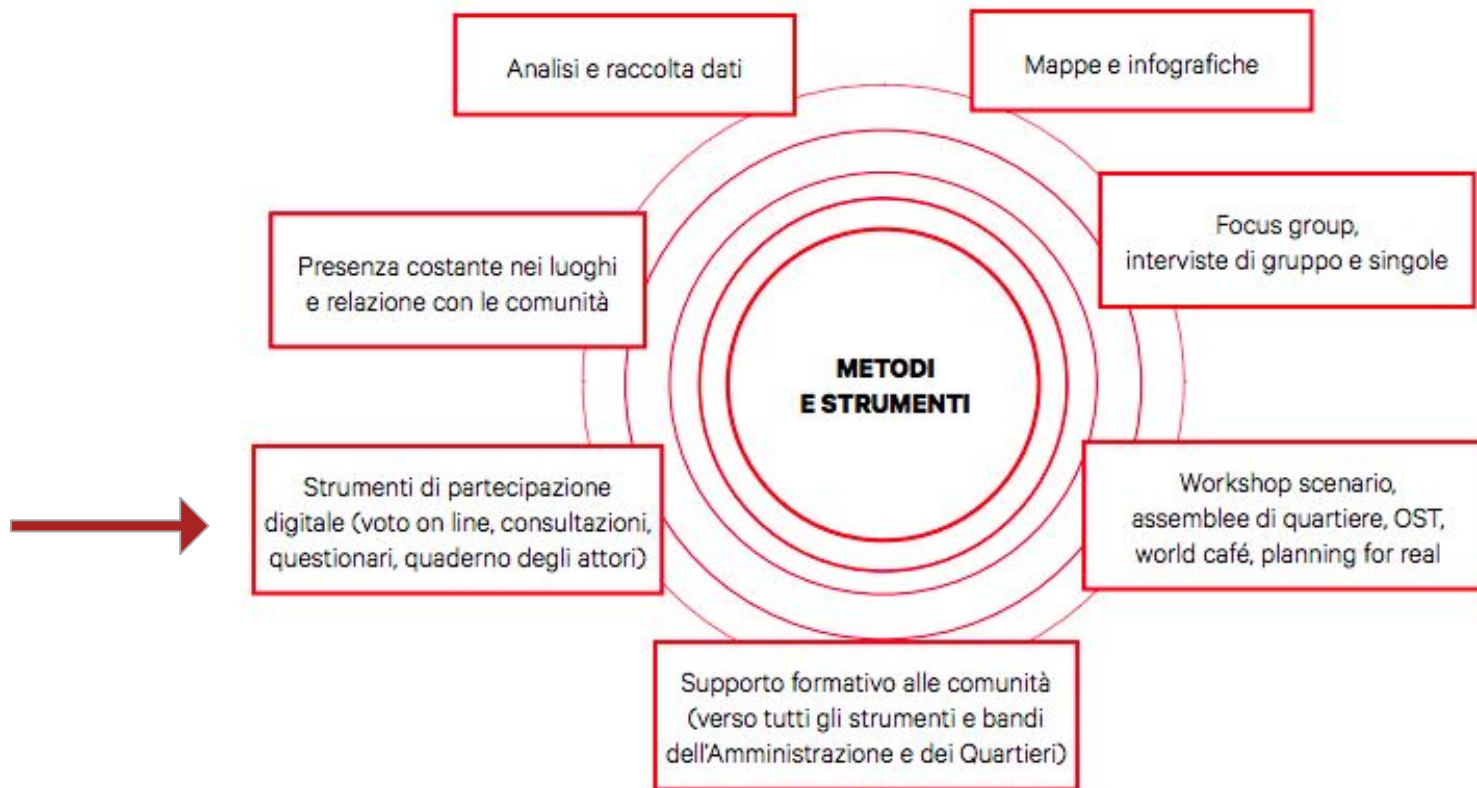 Analisi e raccolta dati
Mappe e infografiche
Presenza costante nei luoghi
e relazione con le comunità
Focus group,
interviste di gruppo e singole
METODI
E STRUMENTI
Strumenti di partecipazione
digitale (voto on line, consultazioni,
questionari, quaderno degli attori)
Workshop scenario,
assemblee di quartiere, OST,
world café, planning for real
Supporto formativo alle comunità
(verso tutti gli strumenti e bandi
dell'Amministrazione e dei Quartieri)